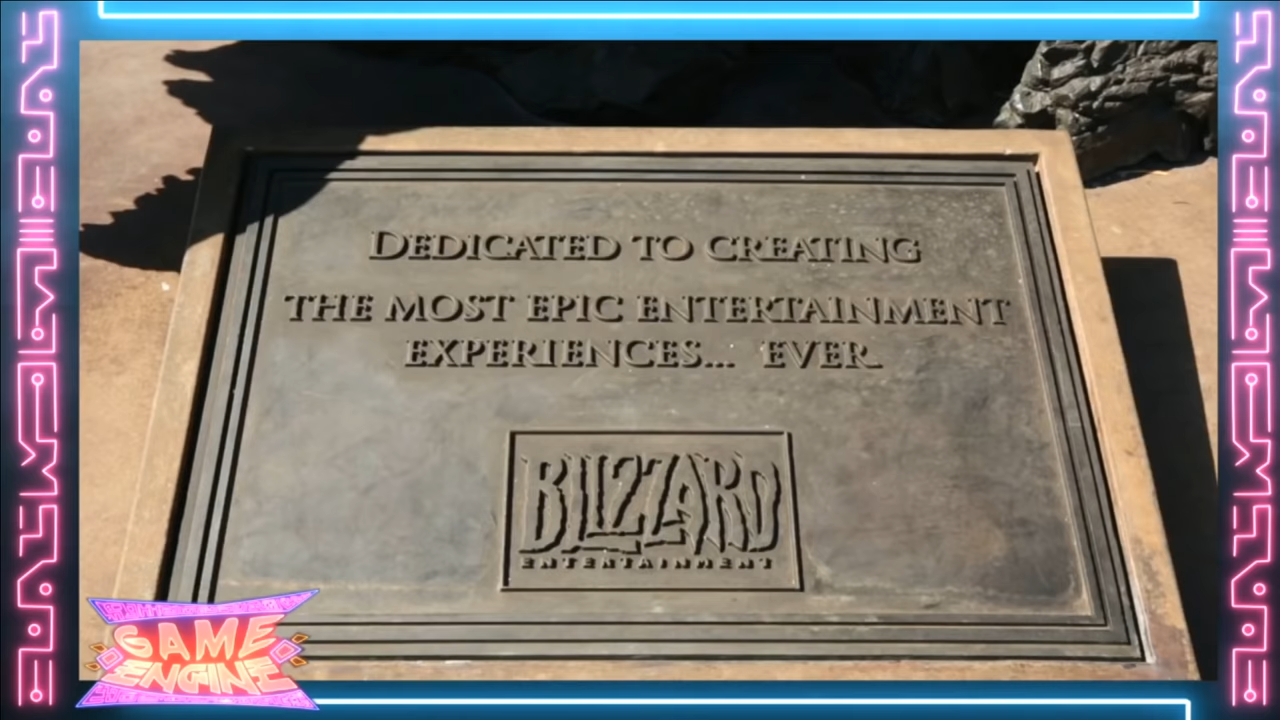 DEDICATED TO CREATING
THE MOST EPIC ENTERTAINMENT
EXPERIENCES... EVER.
BLIZZARD
ENTERTAINMENT
GAME
ENGINE